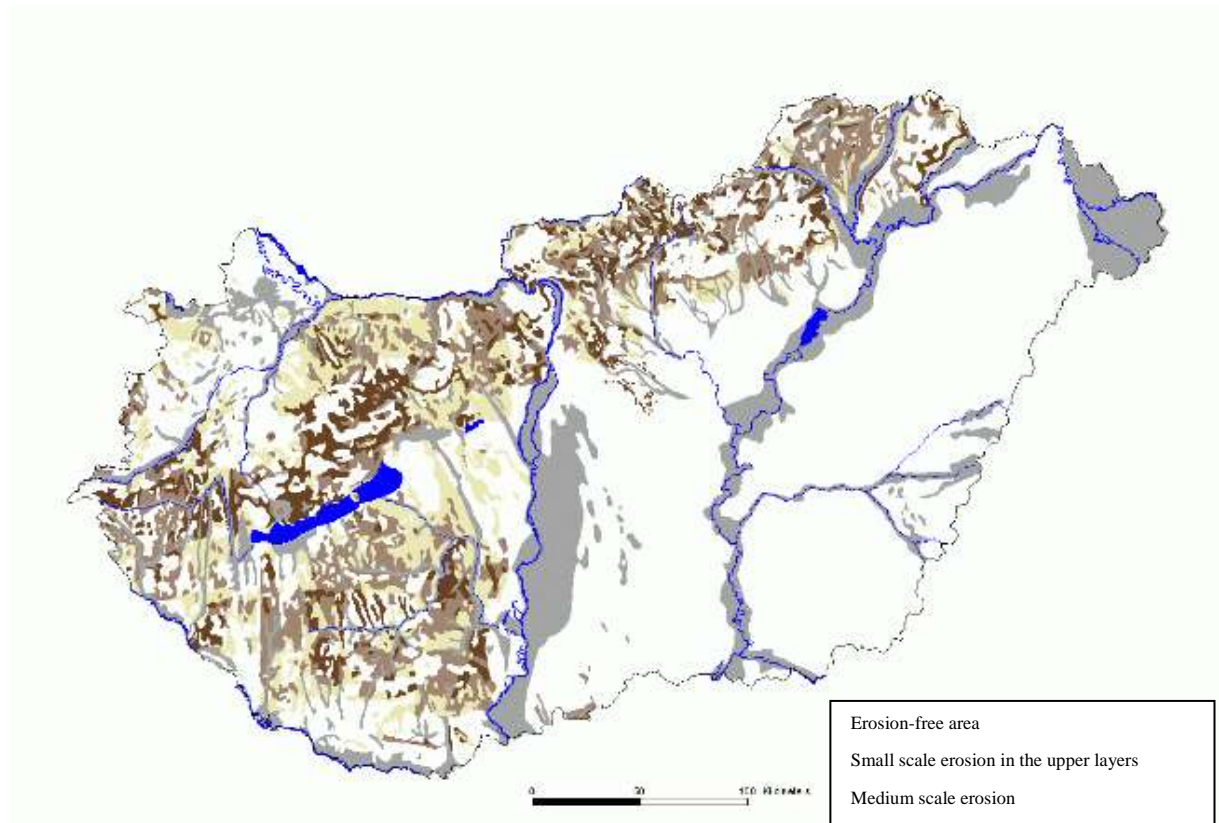 Erosion-free area
Small scale erosion in the upper layers
Medium scale erosion
0 50 100